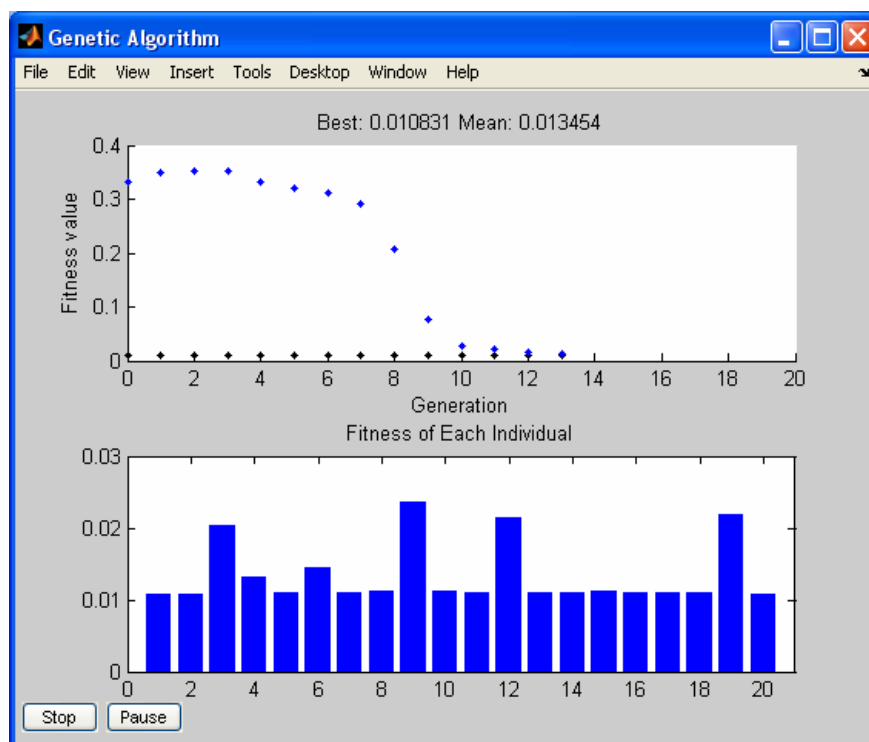 Genetic Algorithm
File Edit View Insert Tools Desktop Window Help
Best: 0.010831 Mean: 0.013454
0.4
0.3
0.2
0.1
0
Fitness value
0 2 4 6 8 10 12 14 16 18 20
Generation
Fitness of Each Individual
0.03
0.02
0.01
0
0 2 4 6 8 10 12 14 16 18 20
Stop Pause